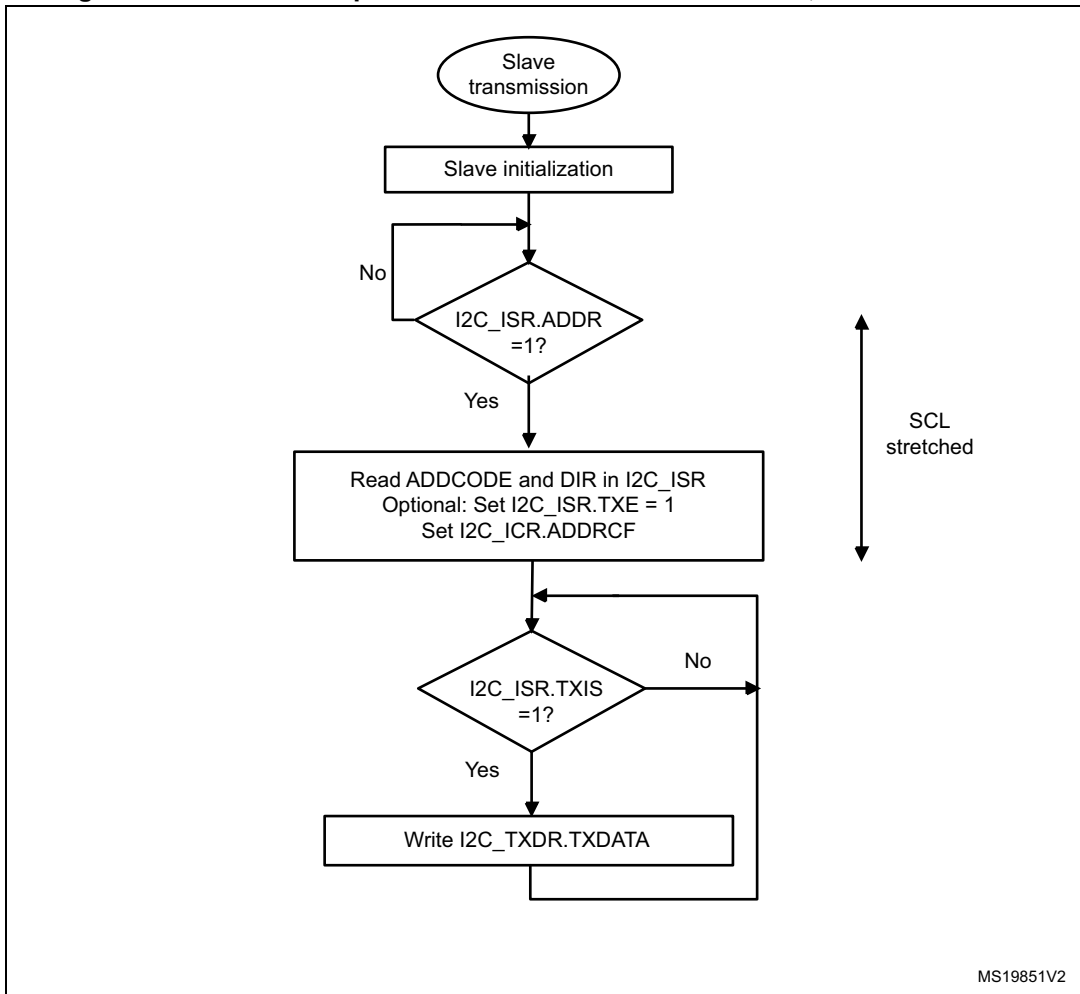 Slave
transmission
Slave initialization
No
I2C_ISR.ADDR
=1?
Yes
SCL
stretched
Read ADDCODE and DIR in I2C_ISR
Optional: Set I2C_ISR.TXE = 1
Set I2C_ICR.ADDRCF
No
I2C_ISR.TXIS
=1?
Yes
Write I2C_TXDR.TXDATA
MS19851V2